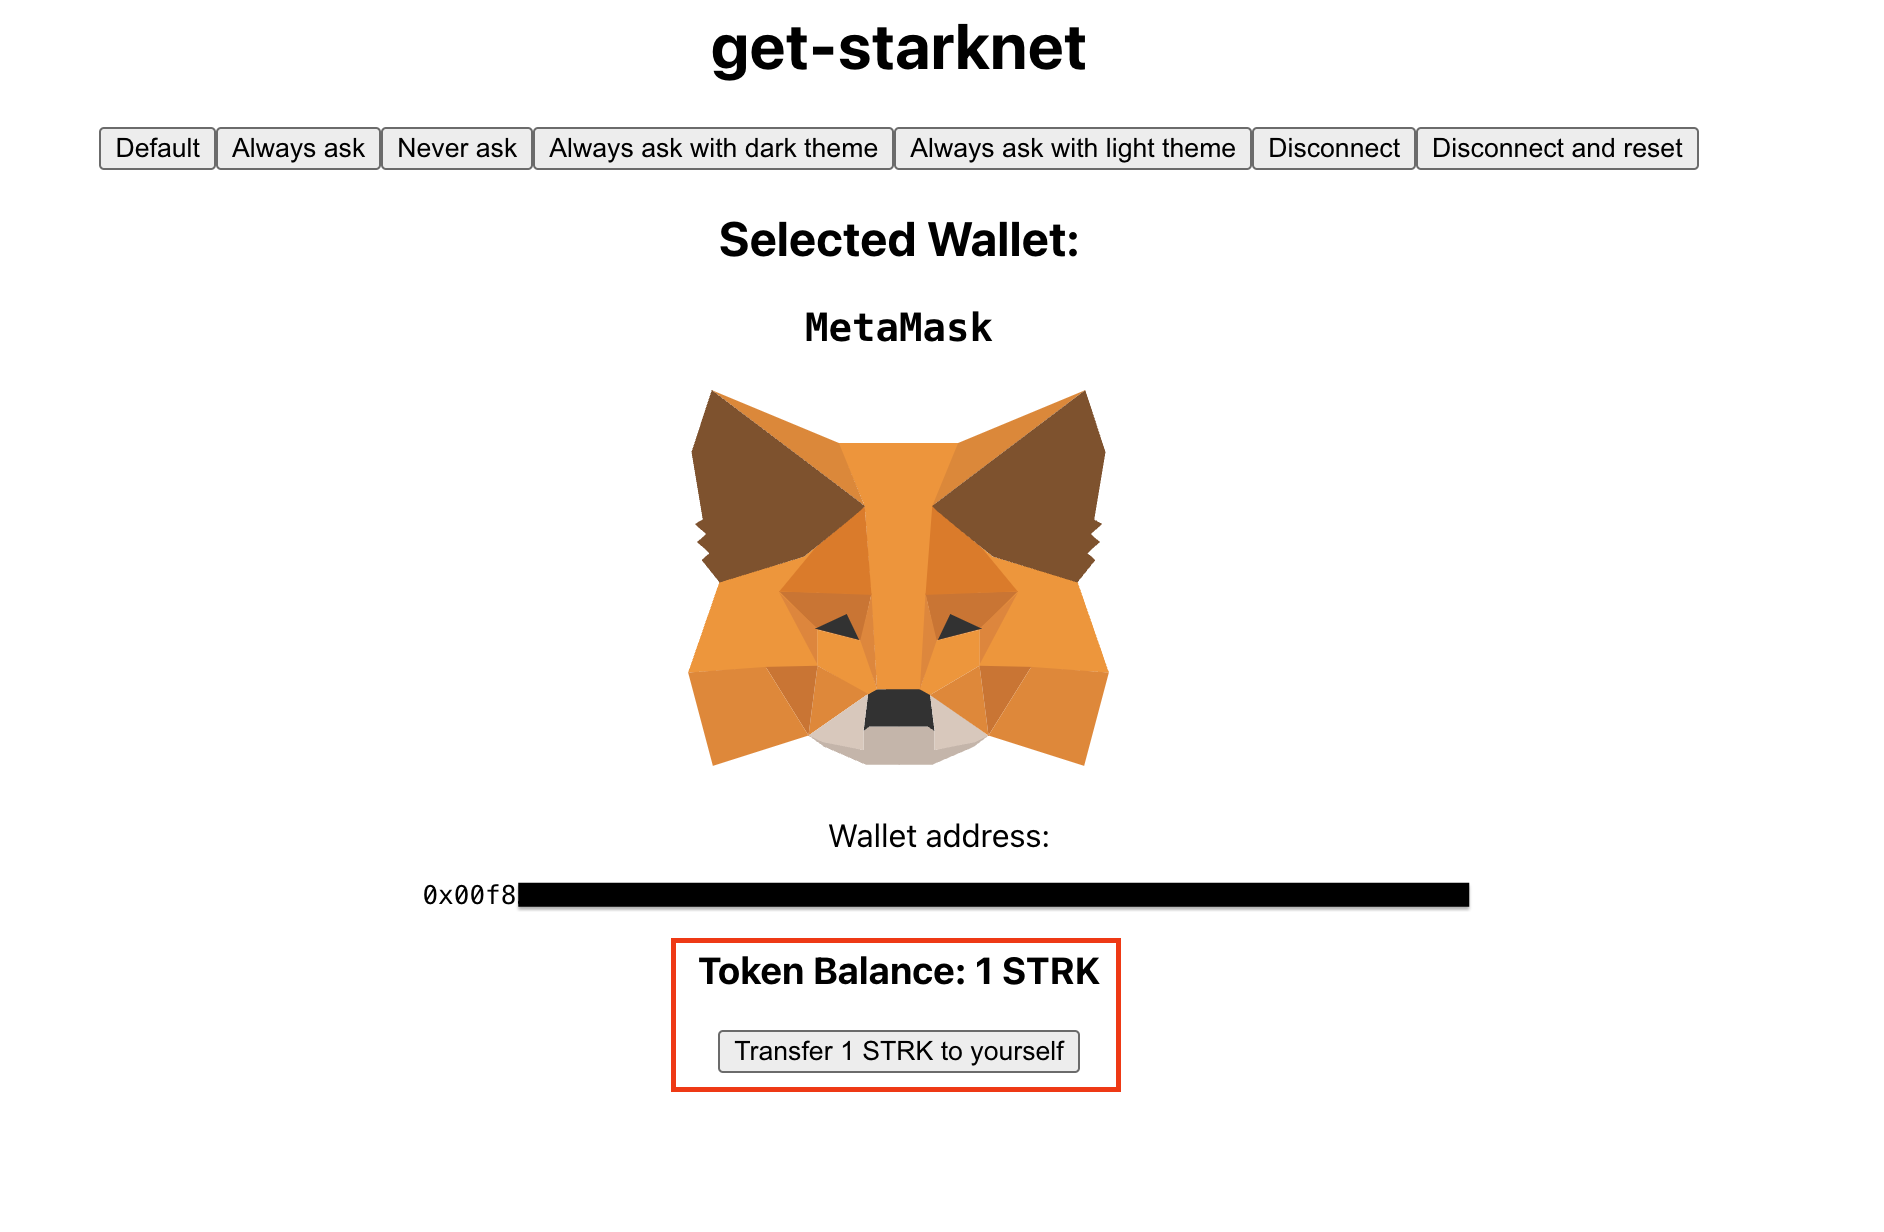 get-starknet
Default Always ask Never ask Always ask with dark theme Always ask with light theme Disconnect Disconnect and reset
Selected Wallet:
MetaMask
Wallet address:
0x00f8
Token Balance: 1 STRK
Transfer 1 STRK to yourself